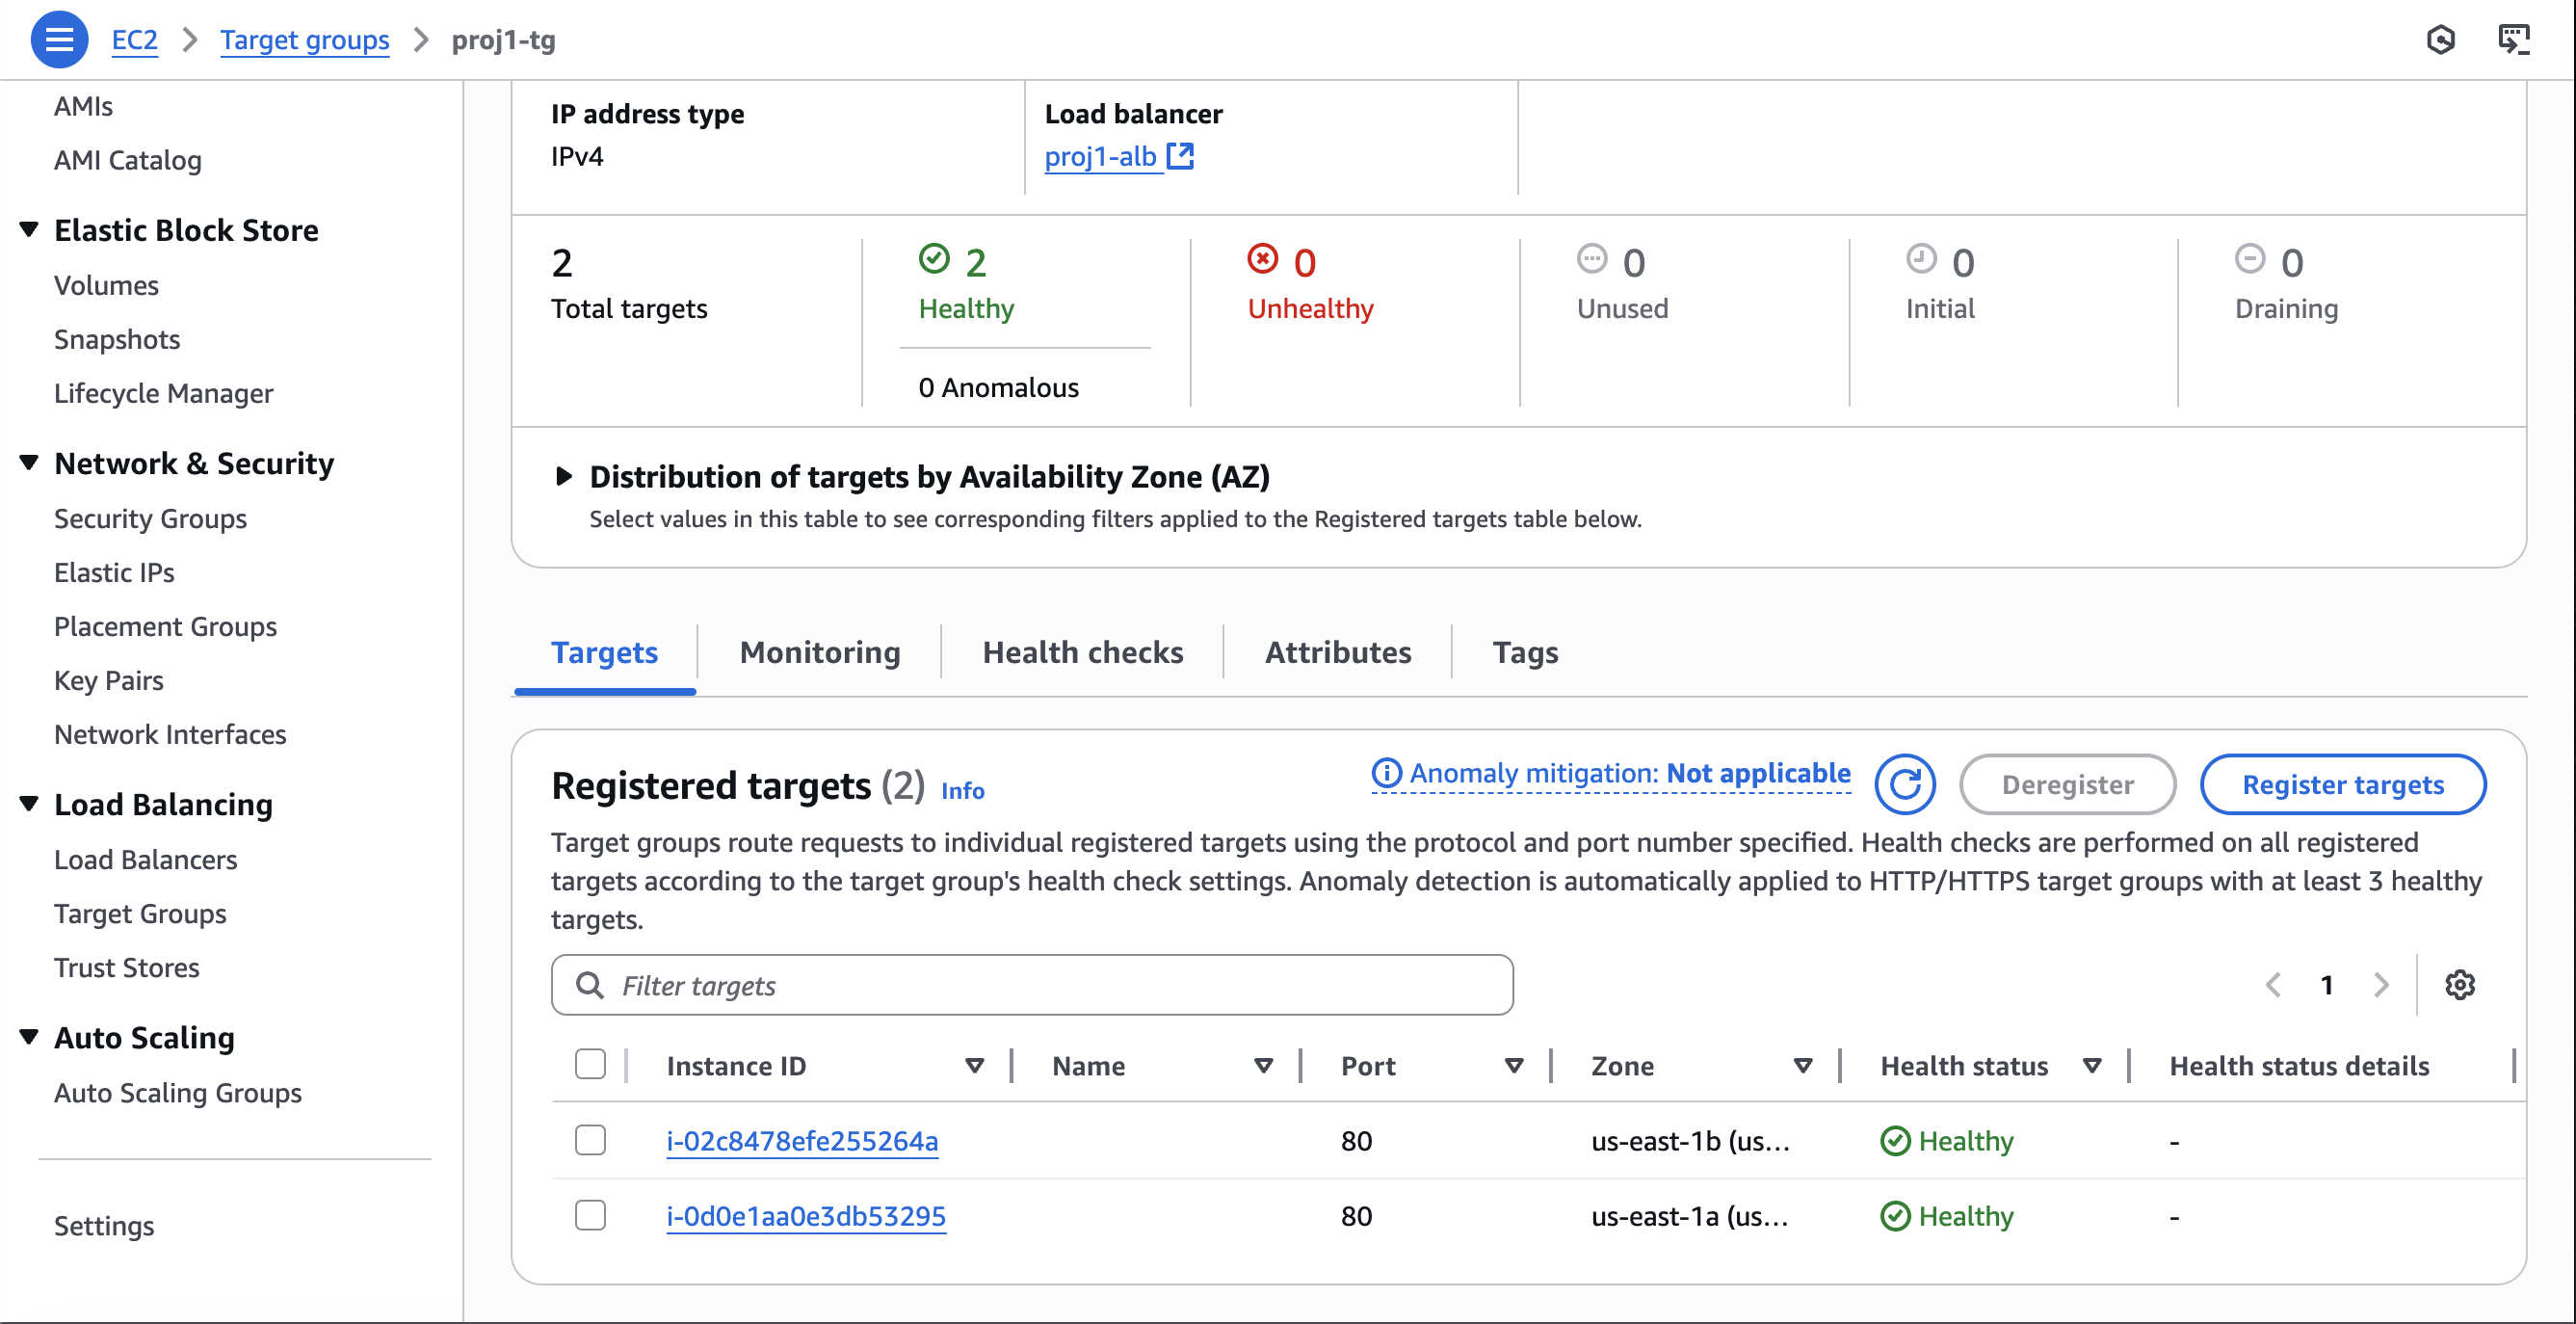 EC2 > Target groups > proj1-tg
AMIs
AMI Catalog
Elastic Block Store
Volumes
Snapshots
Lifecycle Manager
Network & Security
Security Groups
Elastic IPs
Placement Groups
Key Pairs
Network Interfaces
Load Balancing
Load Balancers
Target Groups
Trust Stores
Auto Scaling
Auto Scaling Groups
Settings
IP address type
IPv4
Load balancer
proj1-alb
2
Total targets
2
Healthy
0 Anomalous
0
Unhealthy
0
Unused
0
Initial
0
Draining
Distribution of targets by Availability Zone (AZ)
Select values in this table to see corresponding filters applied to the Registered targets table below.
Targets Monitoring Health checks Attributes Tags
Registered targets (2) Info
Anomaly mitigation: Not applicable
Deregister
Register targets
Target groups route requests to individual registered targets using the protocol and port number specified. Health checks are performed on all registered
targets according to the target group's health check settings. Anomaly detection is automatically applied to HTTP/HTTPS target groups with at least 3 healthy
targets.
Filter targets
1
Instance ID Name Port Zone Health status Health status details
i-02c8478efe255264a 80 us-east-1b (us... Healthy -
i-0d0e1aa0e3db53295 80 us-east-1a (us... Healthy -